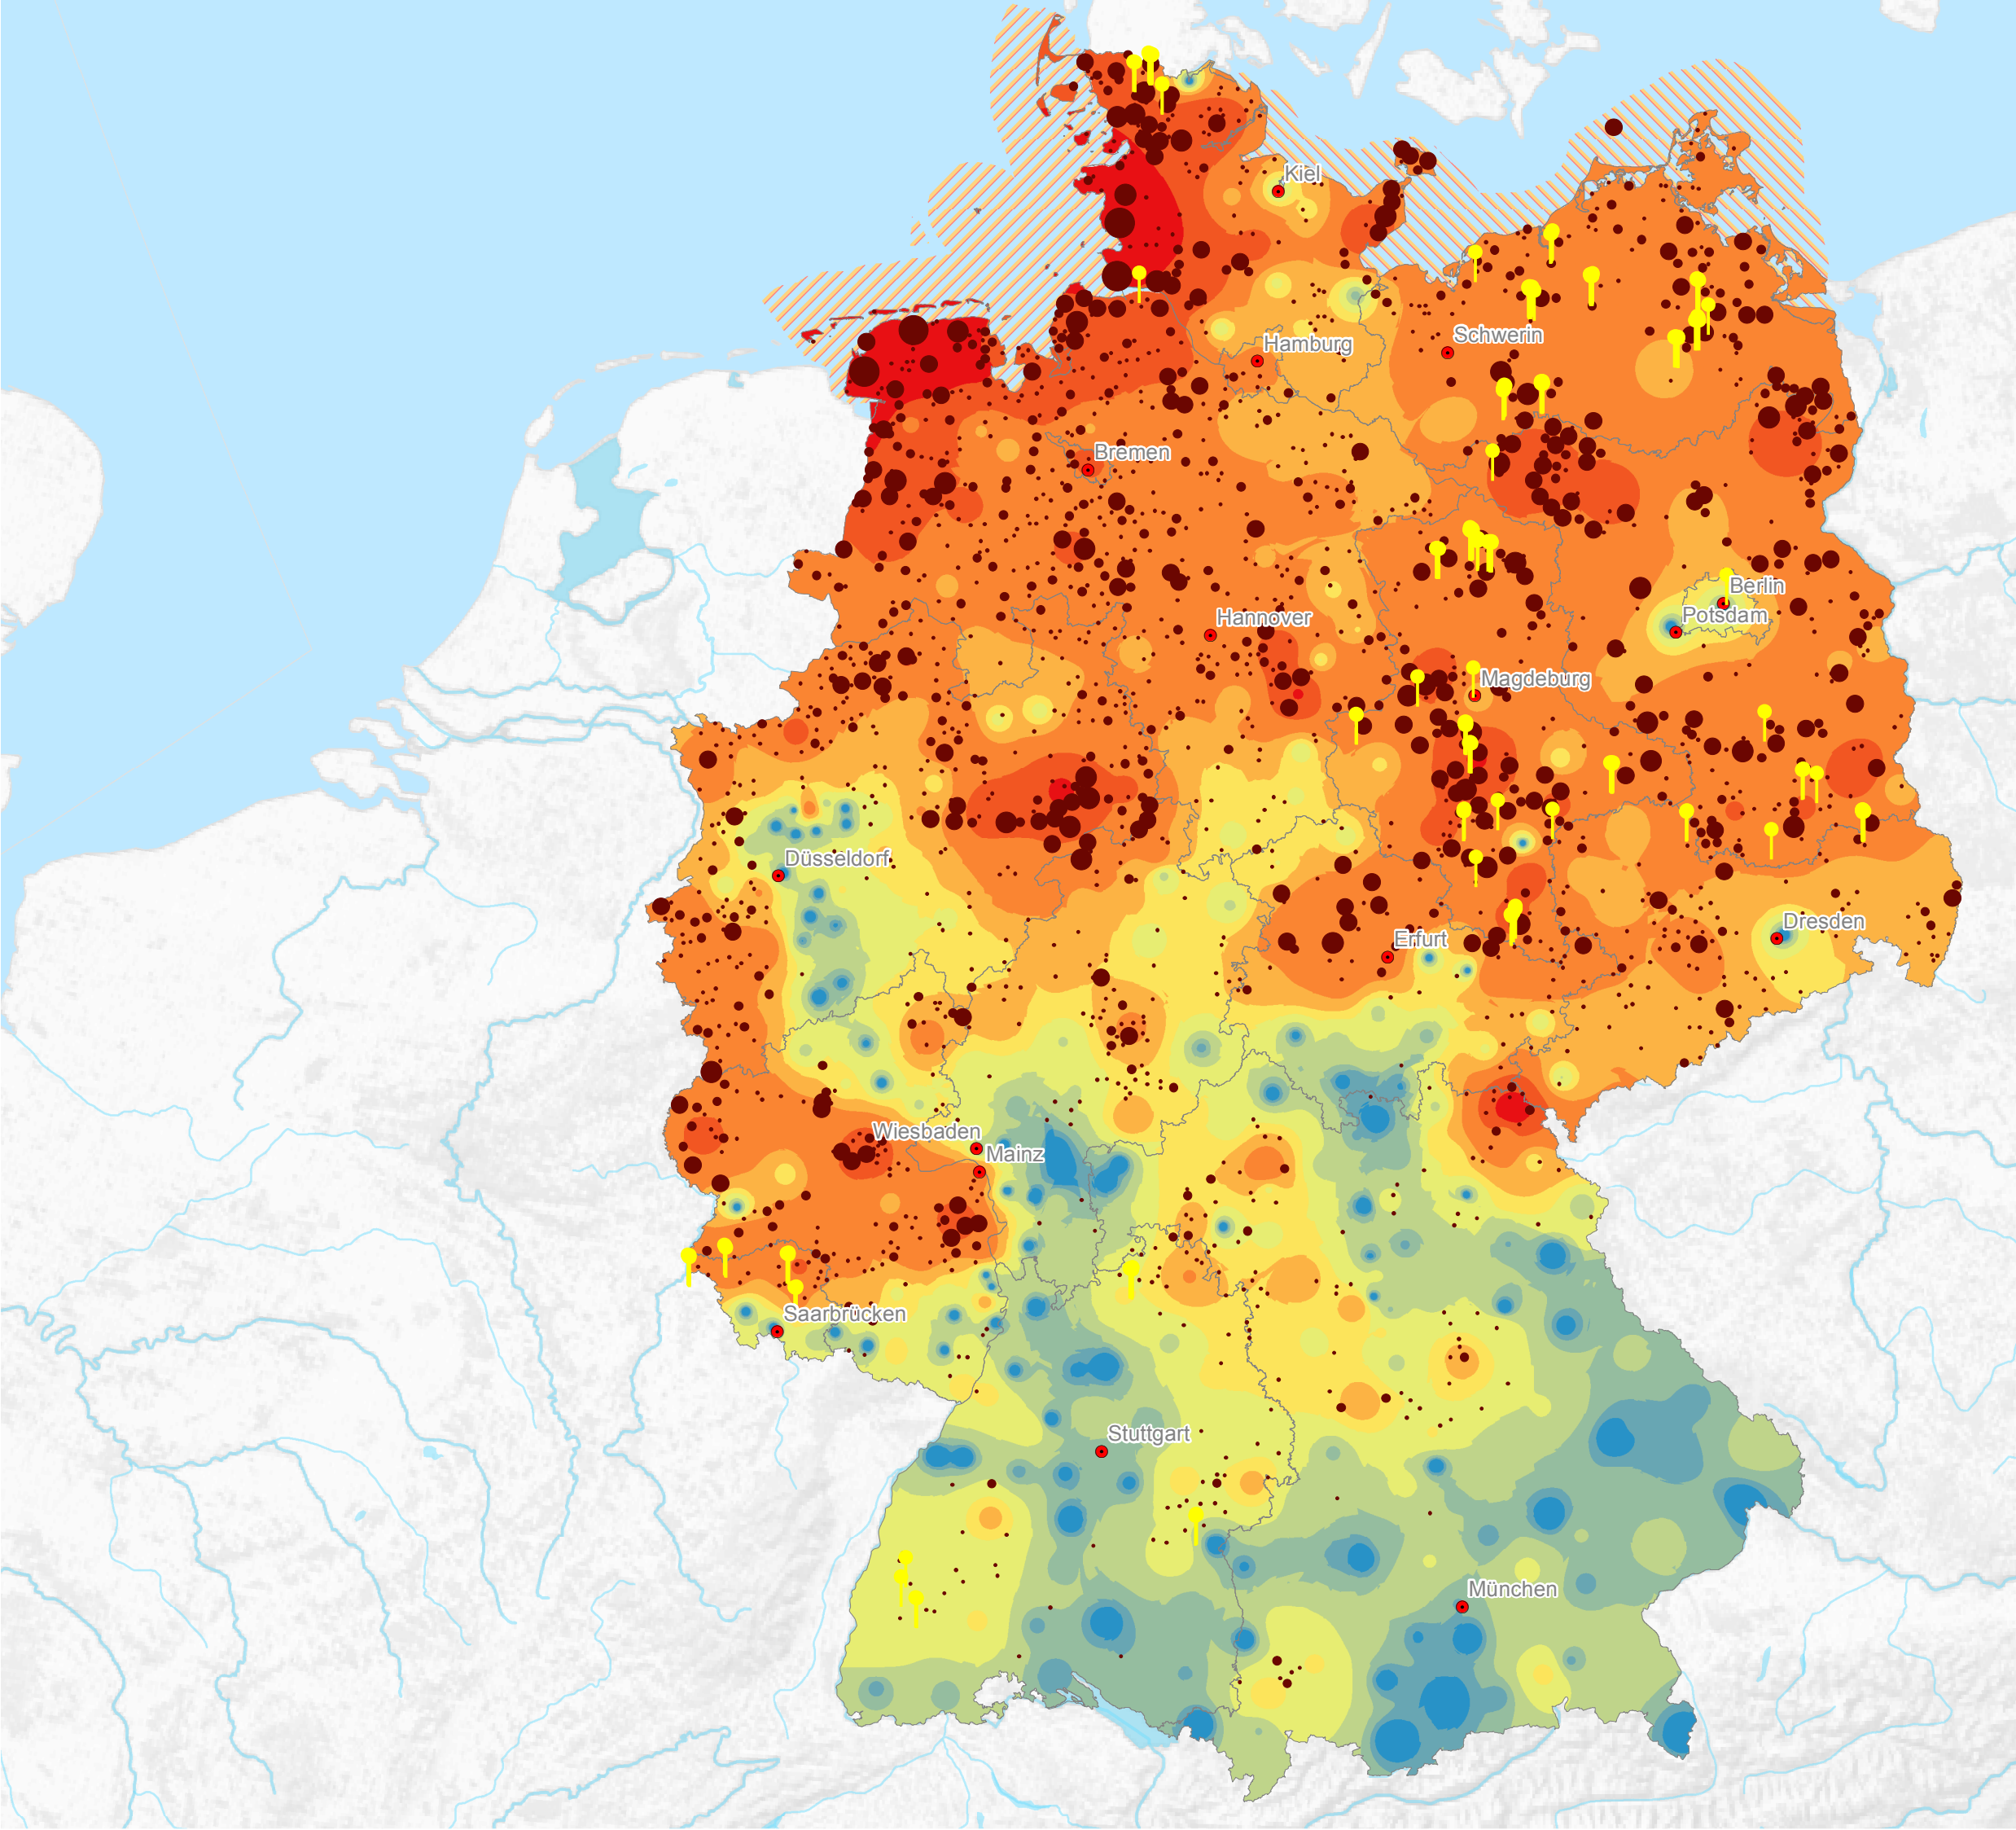 Kiel
Schwerin
Hamburg
Bremen
Berlin
Potsdam
Hannover
Magdeburg
Düsseldorf
Dresden
Erfurt
Wiesbaden
Mainz
Saarbrücken
Stuttgart
München